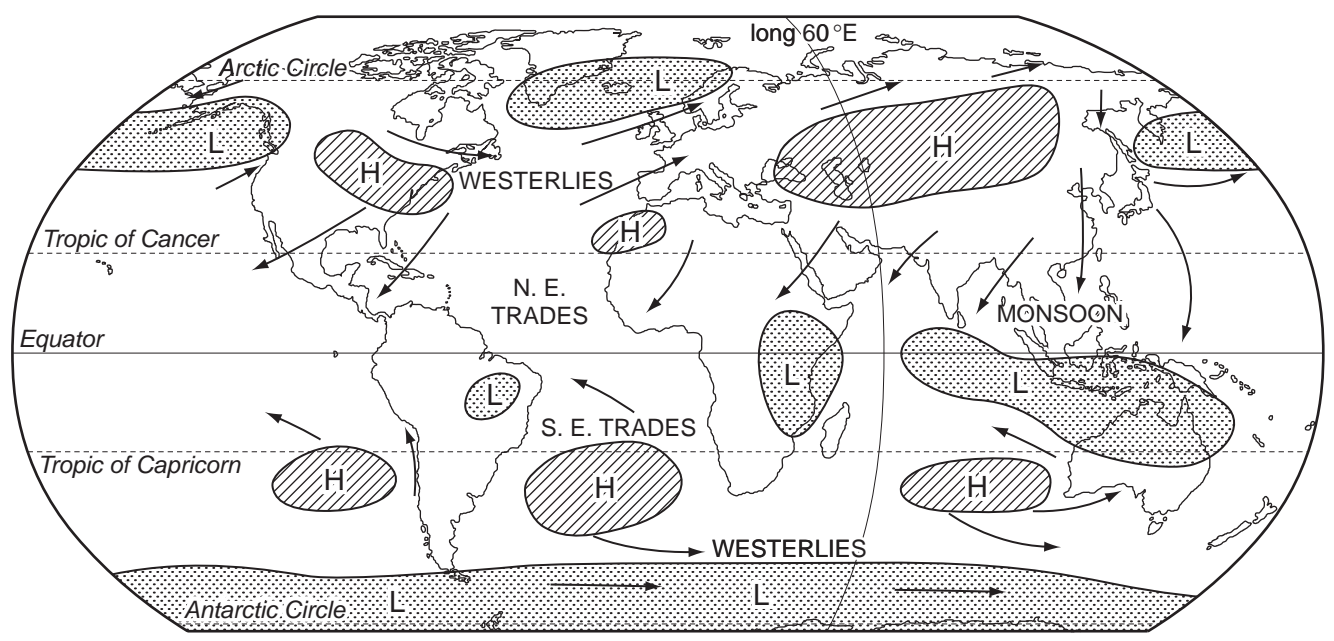 long 60 °E
Arctic Circle
L
L
L
H
H
WESTERLIES
Tropic of Cancer
H
N. E.
TRADES
MONSOON
Equator
L
L
L
S. E. TRADES
Tropic of Capricorn
H
H
H
WESTERLIES
Antarctic Circle
L
L